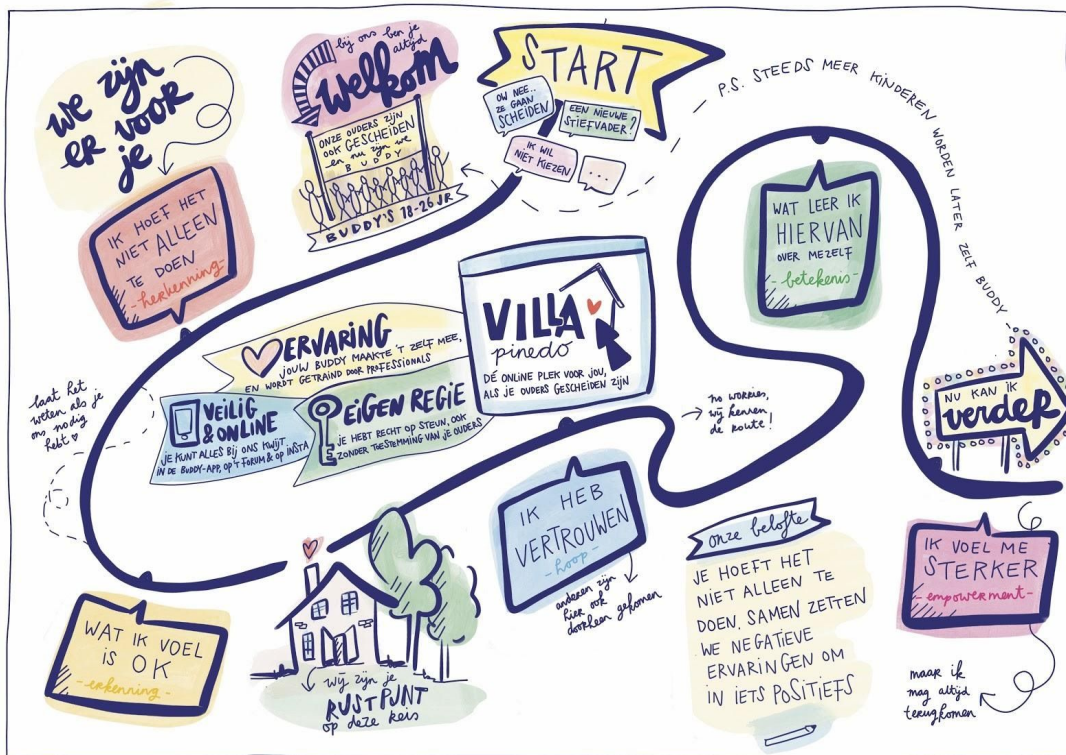 we zijn
er voor
je
bij ons ben je
altijd
welkom
ONZE OUDERS ZIJN
OOK GESCHEIDEN
en nu zijn we
BUDDY
BUDDY'S 18-26 JR
START
OW NEE..
ZE GAAN
SCHEIDEN
EEN NIEUWE
STIEFVADER?
IK WIL
NIET KIEZEN
...
P.S. STEEDS MEER KINDEREN WORDEN LATER ZELF BUDDY
IK HOEF HET
NIET ALLEEN
TE DOEN
-herkenning-
WAT LEER IK
HIERVAN
OVER MEZELF
-betekenis-
VILLA
pinedo
DÉ ONLINE PLEK VOOR JOU,
ALS JE OUDERS GESCHEIDEN ZIJN
ERVARING
JOUW BUDDY MAAKTE 'T ZELF MEE,
EN WORDT GETRAIND DOOR PROFESSIONALS
VEILIG
& ONLINE
JE KUNT ALLES BIJ ONS KWIJT
IN DE BUDDY-APP, OP 'T FORUM & OP INSTA
EIGEN REGIE
JE HEBT RECHT OP STEUN, OOK
ZONDER TOESTEMMING VAN JE OUDERS
laat het
weten als je
ons nodig
hebt
no worries,
wij kennen
de route!
NU KAN IK
verder
IK HEB
VERTROUWEN
-hoop-
anderen zijn
hier ook
doorheen gekomen
onze belofte
JE HOEFT HET
NIET ALLEEN TE
DOEN. SAMEN ZETTEN
WE NEGATIEVE
ERVARINGEN OM
IN IETS POSITIEFS
IK VOEL ME
STERKER
-empowerment-
maar ik
mag altijd
terugkomen
WAT IK VOEL
IS OK
-erkenning-
wij zijn je
RUSTPUNT
op deze reis